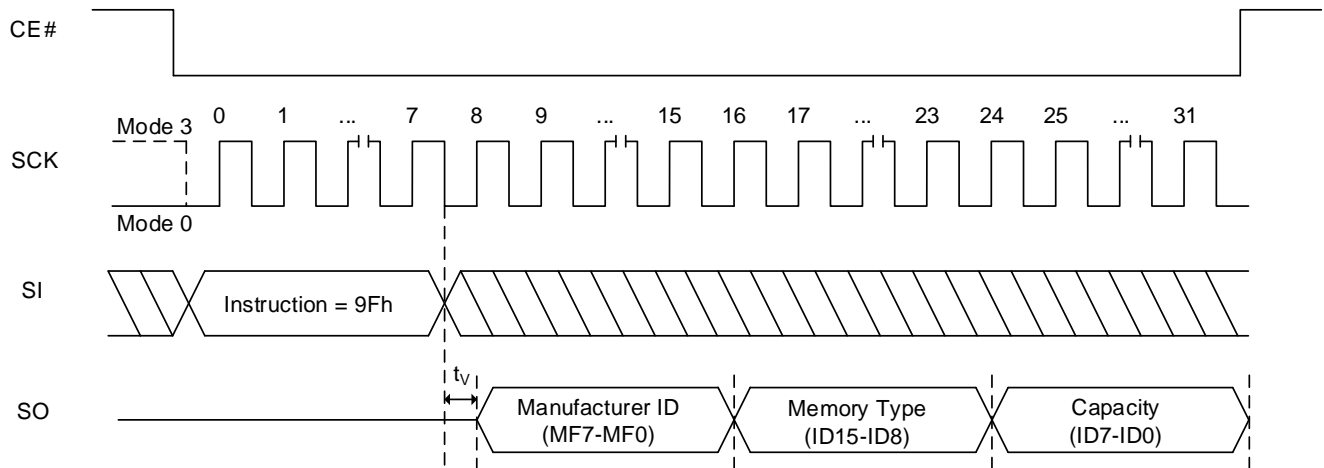 CE#
0 1 ... 7 8 9 ... 15 16 17 ... 23 24 25 ... 31
Mode 3
SCK
Mode 0
SI
Instruction = 9Fh
tV
SO
Manufacturer ID
(MF7-MF0)
Memory Type
(ID15-ID8)
Capacity
(ID7-ID0)